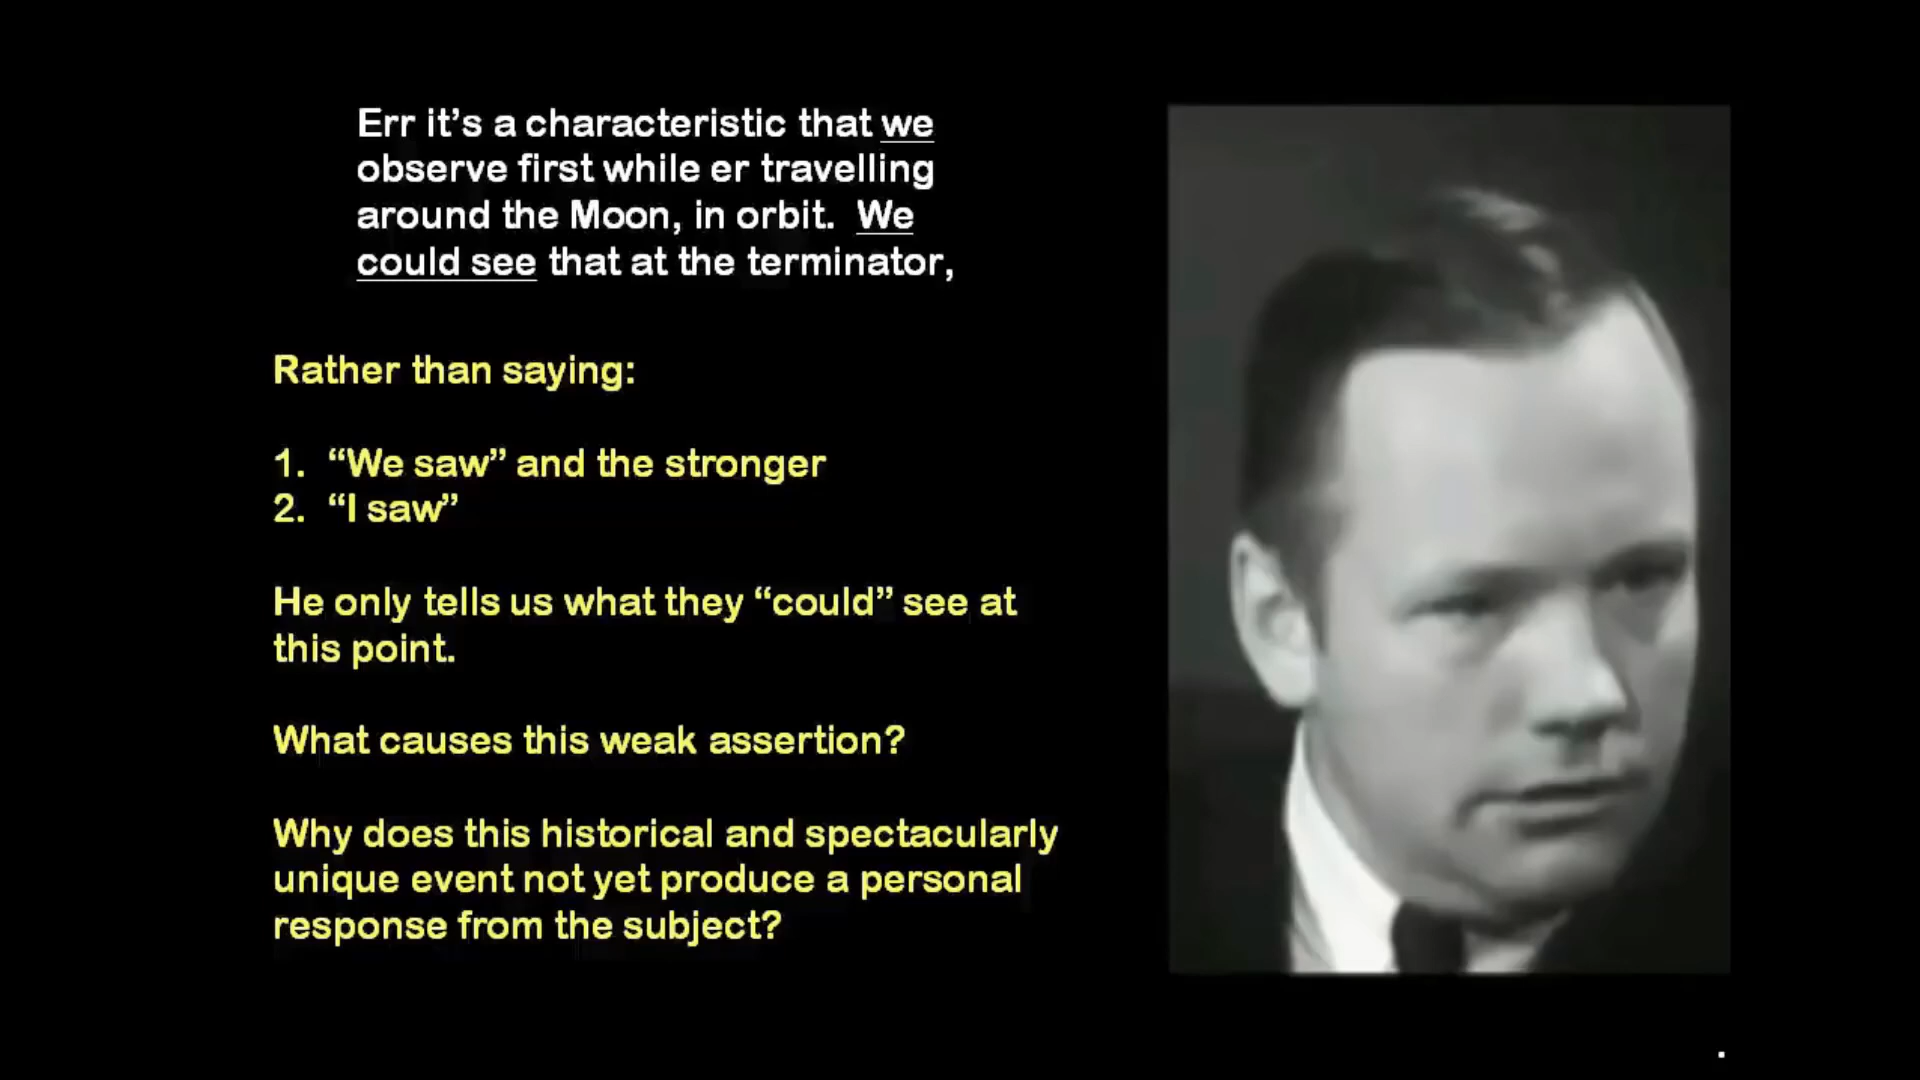 Err it’s a characteristic that we
observe first while er travelling
around the Moon, in orbit.  We
could see that at the terminator,
Rather than saying:
1.  “We saw” and the stronger
2.  “I saw”
He only tells us what they “could” see at
this point.
What causes this weak assertion?
Why does this historical and spectacularly
unique event not yet produce a personal
response from the subject?